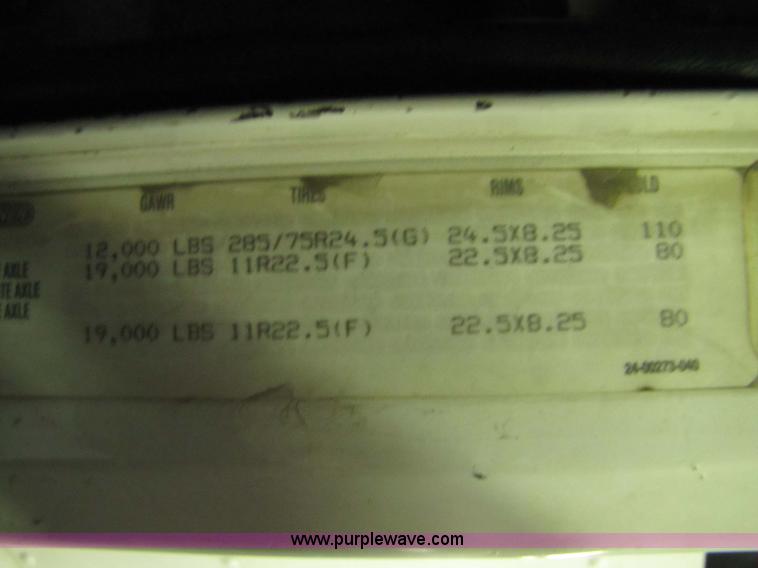 GAWR TIRES RIMS
12,000 LBS 285/75R24.5(G) 24.5X8.25 110
AXLE 19,000 LBS 11R22.5(F) 22.5X8.25 80
TE AXLE
AXLE 19,000 LBS 11R22.5(F) 22.5X8.25 80
24-00273-040
www.purplewave.com